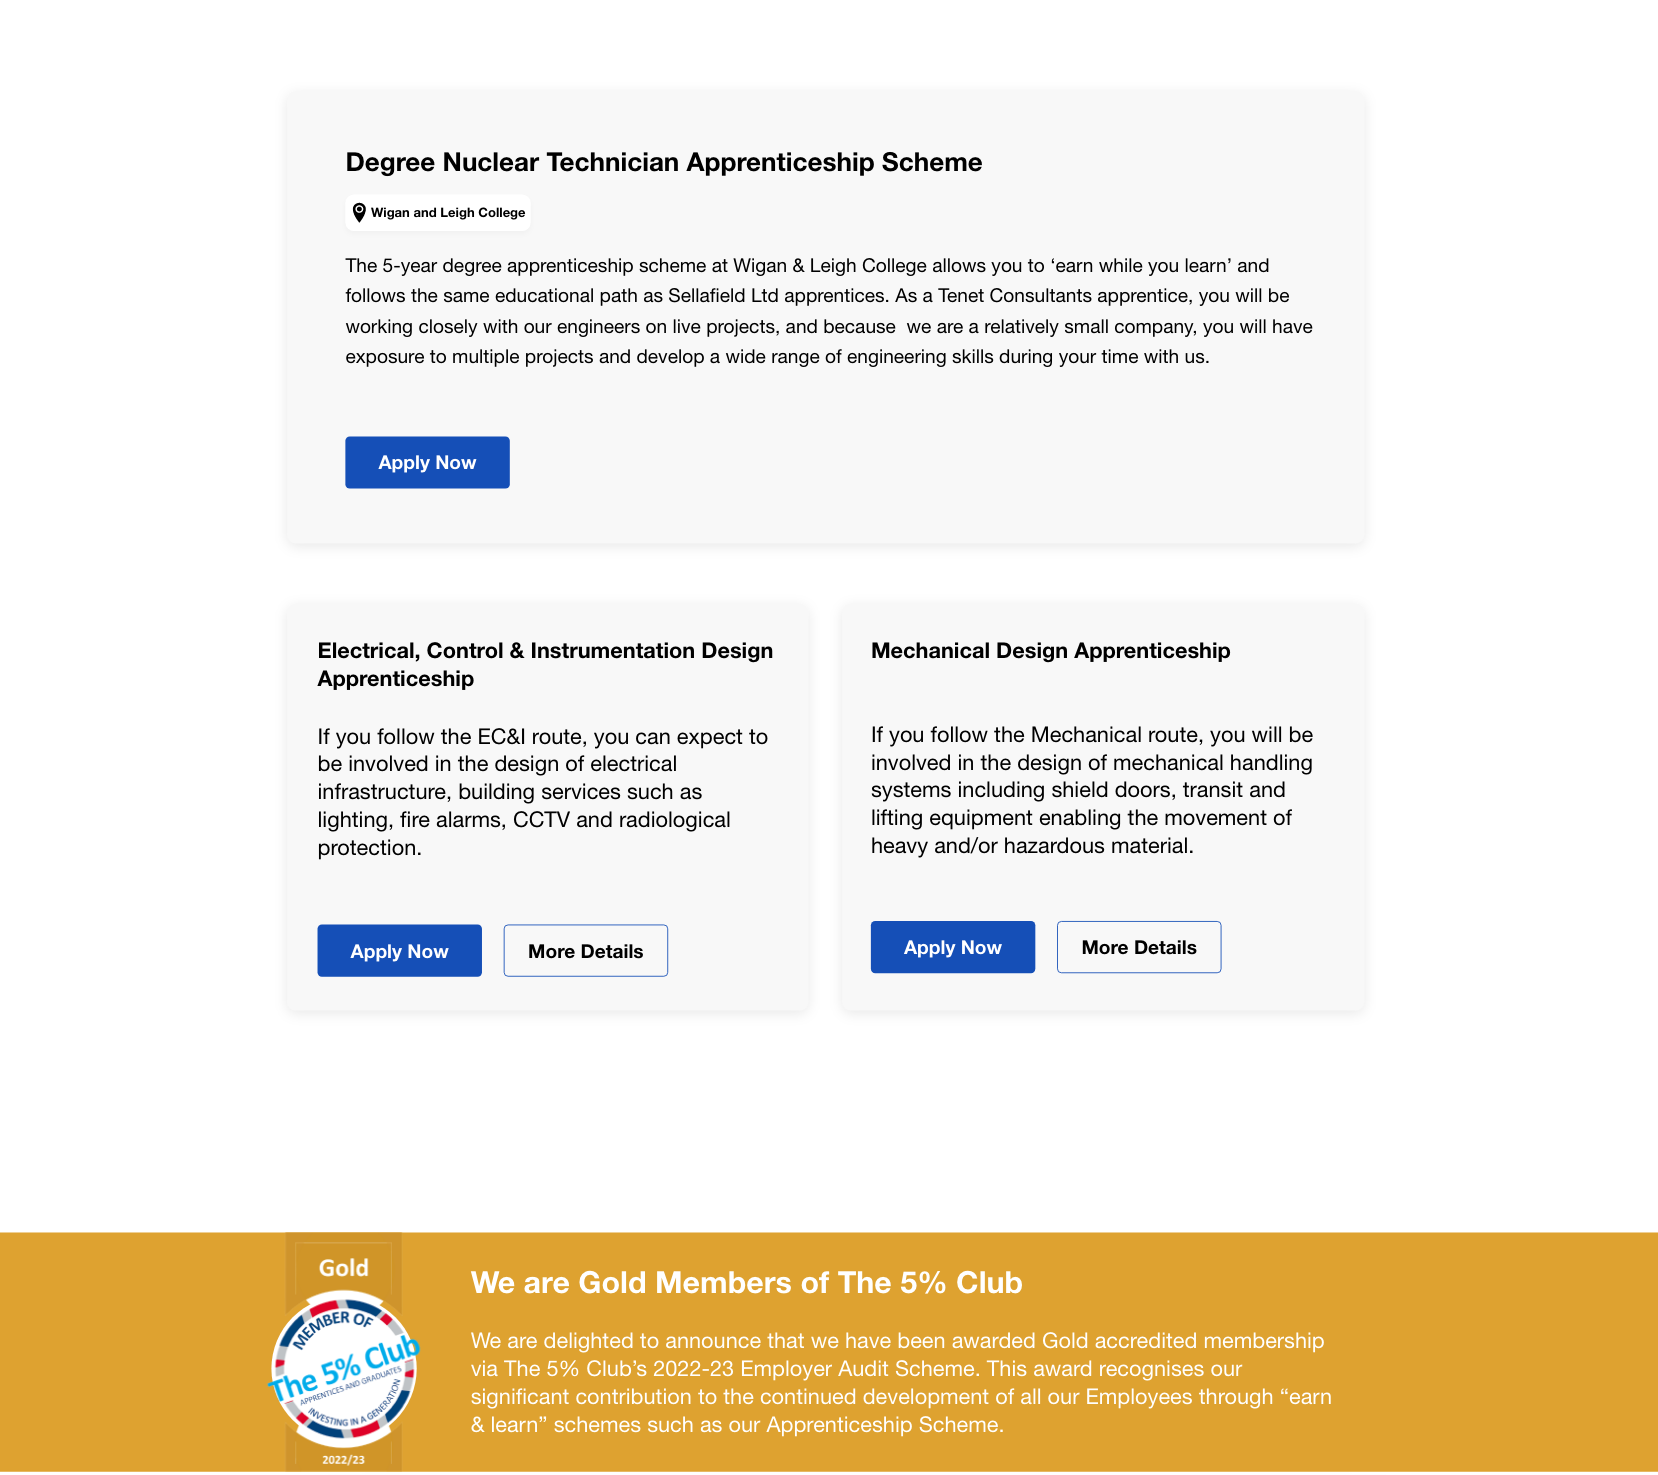 Degree Nuclear Technician Apprenticeship Scheme
Wigan and Leigh College
The 5-year degree apprenticeship scheme at Wigan & Leigh College allows you to ‘earn while you learn’ and
follows the same educational path as Sellafield Ltd apprentices. As a Tenet Consultants apprentice, you will be
working closely with our engineers on live projects, and because  we are a relatively small company, you will have
exposure to multiple projects and develop a wide range of engineering skills during your time with us.
Apply Now
Electrical, Control & Instrumentation Design
Apprenticeship
If you follow the EC&I route, you can expect to
be involved in the design of electrical
infrastructure, building services such as
lighting, fire alarms, CCTV and radiological
protection.
Apply Now
More Details
Mechanical Design Apprenticeship
If you follow the Mechanical route, you will be
involved in the design of mechanical handling
systems including shield doors, transit and
lifting equipment enabling the movement of
heavy and/or hazardous material.
Apply Now
More Details
Gold
MEMBER OF
The 5% Club
APPRENTICES AND GRADUATES
INVESTING IN A GENERATION
2022/23
We are Gold Members of The 5% Club
We are delighted to announce that we have been awarded Gold accredited membership
via The 5% Club’s 2022-23 Employer Audit Scheme. This award recognises our
significant contribution to the continued development of all our Employees through “earn
& learn” schemes such as our Apprenticeship Scheme.